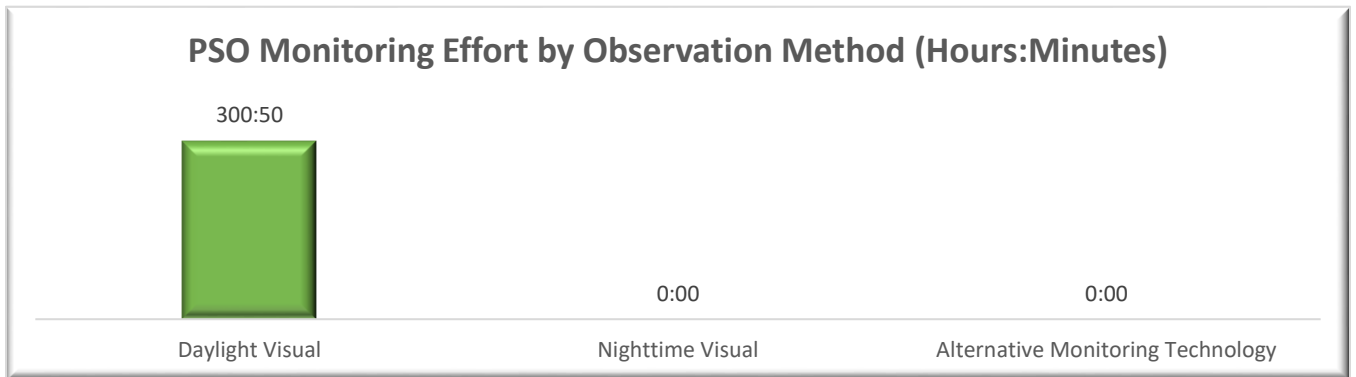 PSO Monitoring Effort by Observation Method (Hours:Minutes)
300:50
0:00
0:00
Daylight Visual
Nighttime Visual
Alternative Monitoring Technology